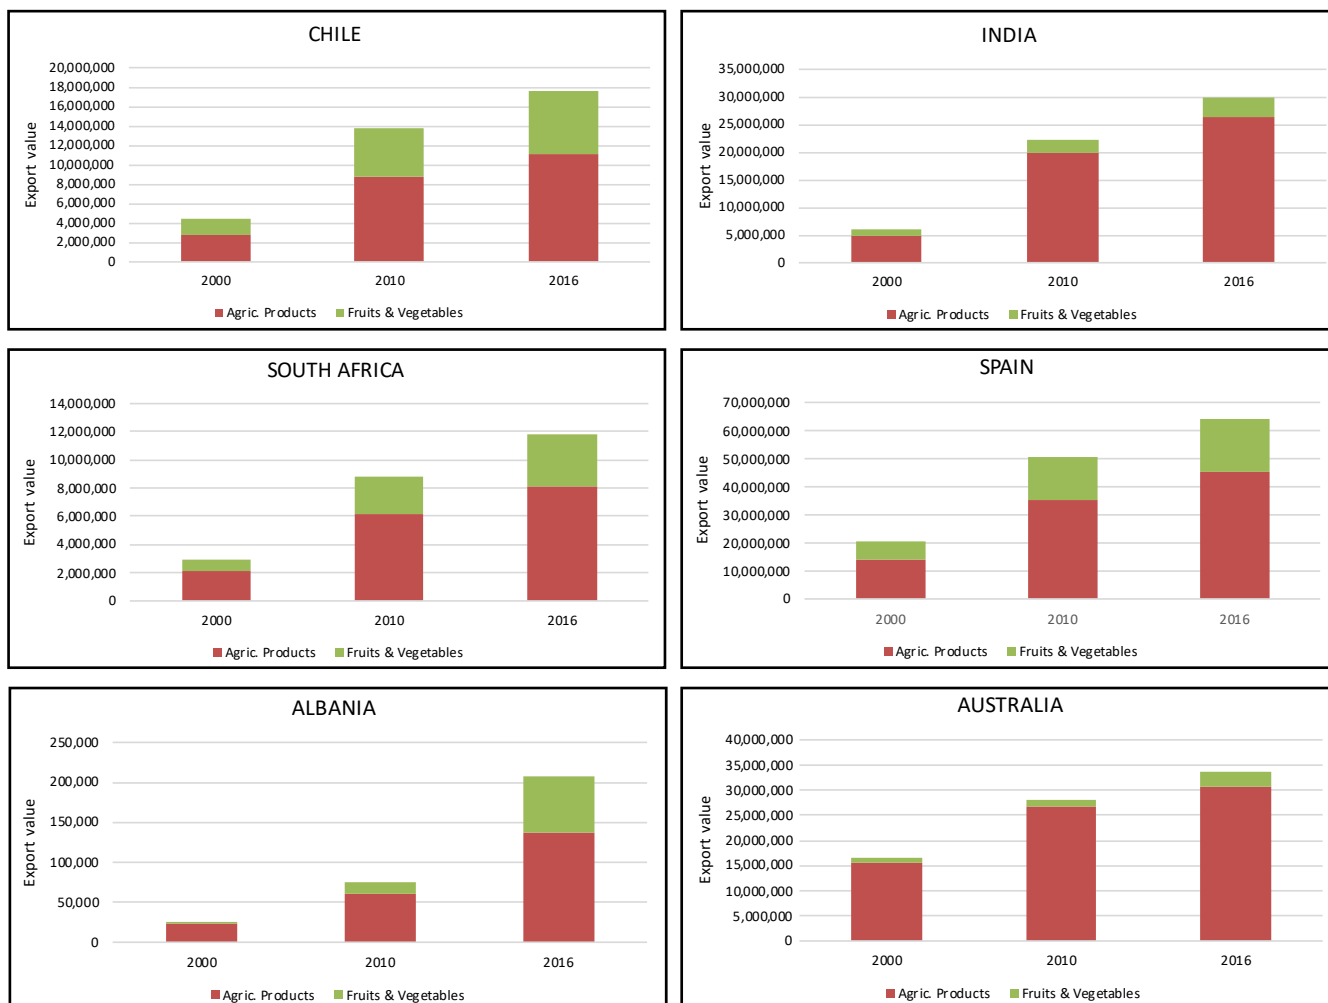 CHILE
Export value
20,000,000
18,000,000
16,000,000
14,000,000
12,000,000
10,000,000
8,000,000
6,000,000
4,000,000
2,000,000
0
2000 2010 2016
Agric. Products Fruits & Vegetables
INDIA
Export value
35,000,000
30,000,000
25,000,000
20,000,000
15,000,000
10,000,000
5,000,000
0
2000 2010 2016
Agric. Products Fruits & Vegetables
SOUTH AFRICA
Export value
14,000,000
12,000,000
10,000,000
8,000,000
6,000,000
4,000,000
2,000,000
0
2000 2010 2016
Agric. Products Fruits & Vegetables
SPAIN
Export value
70,000,000
60,000,000
50,000,000
40,000,000
30,000,000
20,000,000
10,000,000
0
2000 2010 2016
Agric. Products Fruits & Vegetables
ALBANIA
Export value
250,000
200,000
150,000
100,000
50,000
0
2000 2010 2016
Agric. Products Fruits & Vegetables
AUSTRALIA
Export value
40,000,000
35,000,000
30,000,000
25,000,000
20,000,000
15,000,000
10,000,000
5,000,000
0
2000 2010 2016
Agric. Products Fruits & Vegetables